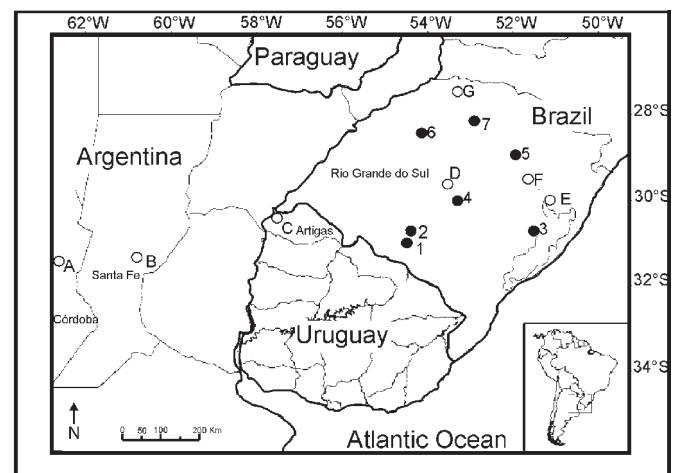 62°W 60°W 58°W 56°W 54°W 52°W 50°W
Paraguay
G
Brazil
28°S
7
6
Argentina
5
Rio Grande do Sul
D
F
30°S
4
E
C
Artigas
2
3
1
A
B
Santa Fe
32°S
Córdoba
Uruguay
34°S
N
0 50 100 200 Km
Atlantic Ocean